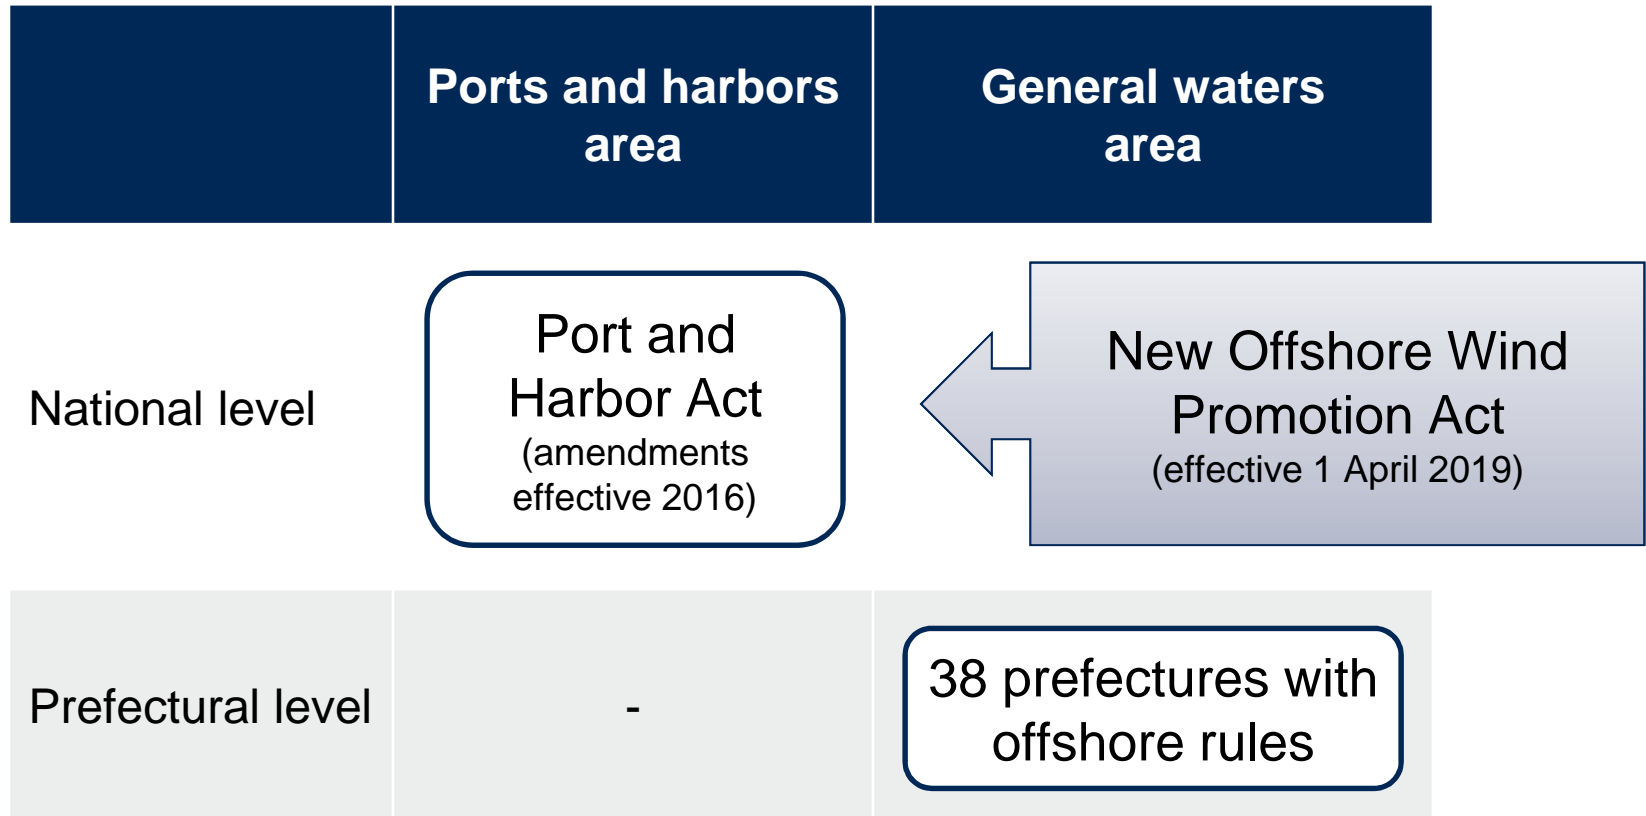 Ports and harbors
area
General waters
area
National level
Port and
Harbor Act
(amendments
effective 2016)
New Offshore Wind
Promotion Act
(effective 1 April 2019)
Prefectural level
-
38 prefectures with
offshore rules